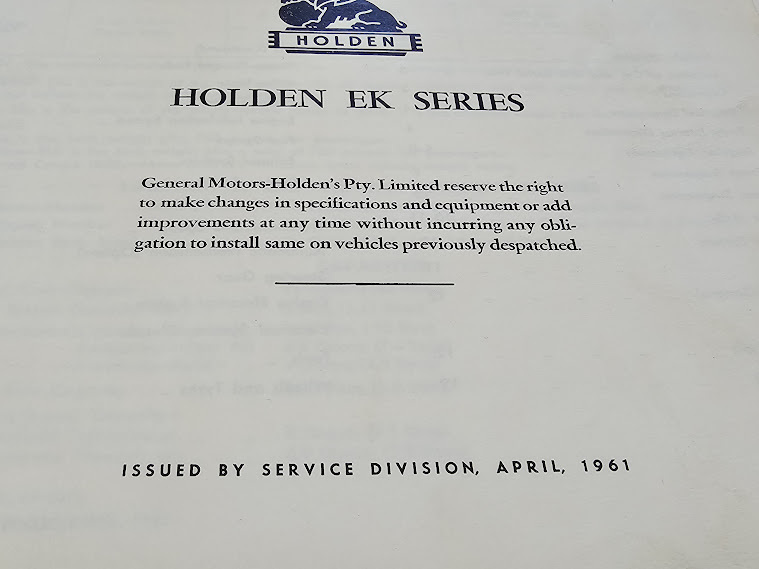 HOLDEN
HOLDEN EK SERIES
General Motors-Holden's Pty. Limited reserve the right
to make changes in specifications and equipment or add
improvements at any time without incurring any obli-
gation to install same on vehicles previously despatched.
ISSUED BY SERVICE DIVISION, APRIL, 1961